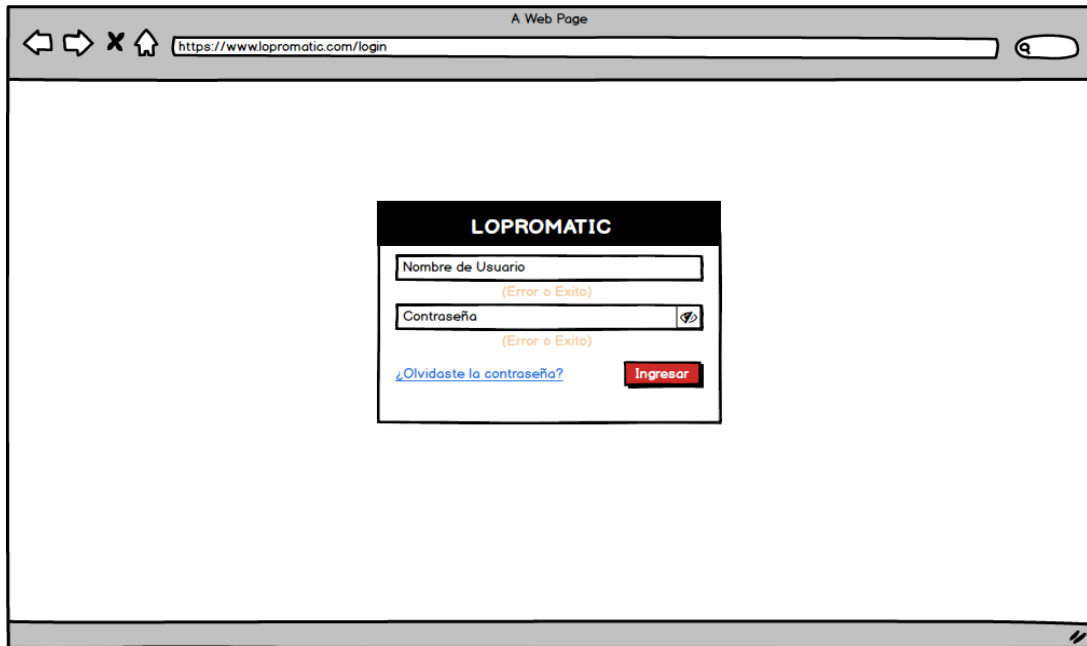 A Web Page
https://www.lopromatic.com/login
LOPROMATIC
Nombre de Usuario
(Error o Exito)
Contraseña
(Error o Exito)
¿Olvidaste la contraseña?
Ingresar